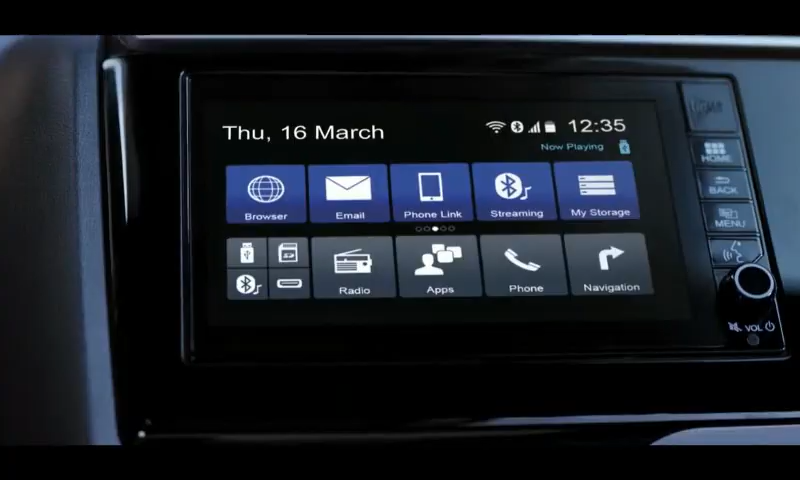 Thu, 16 March
12:35
Now Playing
Browser
Email
Phone Link
Streaming
My Storage
Radio
Apps
Phone
Navigation
HOME
BACK
MENU
VOL